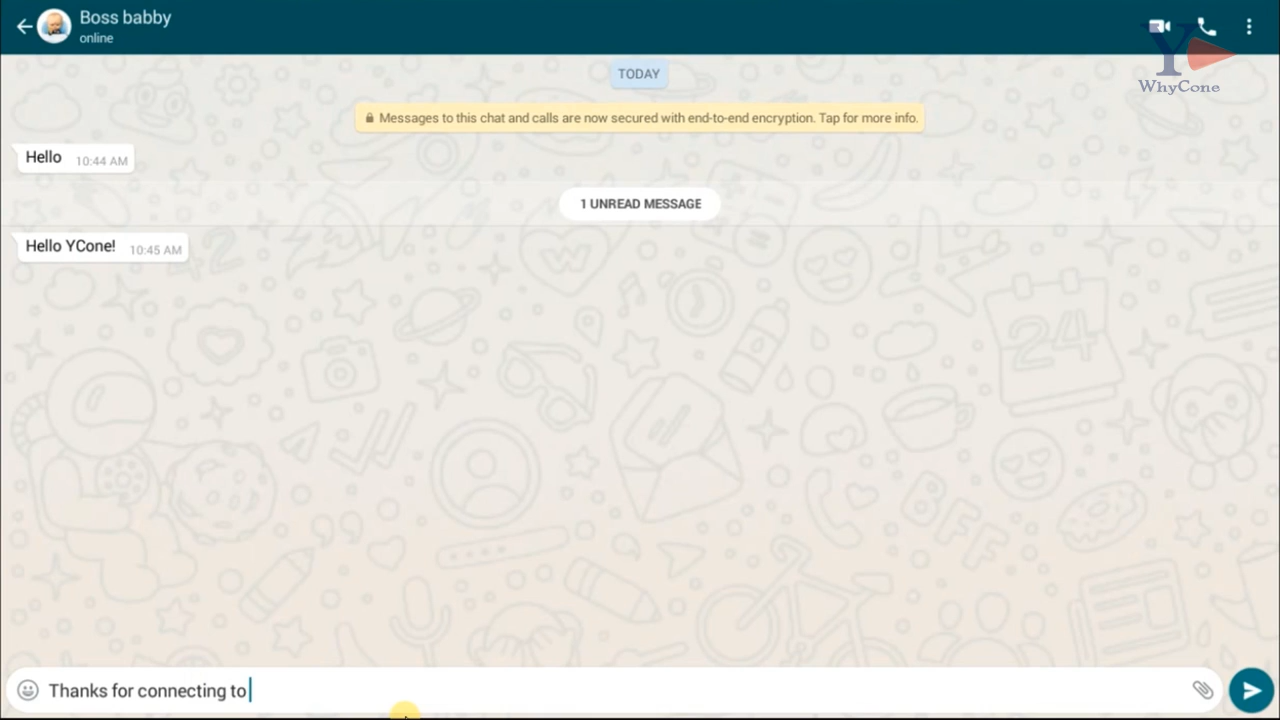 Boss babby
online
Y
WhyCone
TODAY
Messages to this chat and calls are now secured with end-to-end encryption. Tap for more info.
Hello 10:44 AM
1 UNREAD MESSAGE
Hello YCone! 10:45 AM
24
BFF
Thanks for connecting to